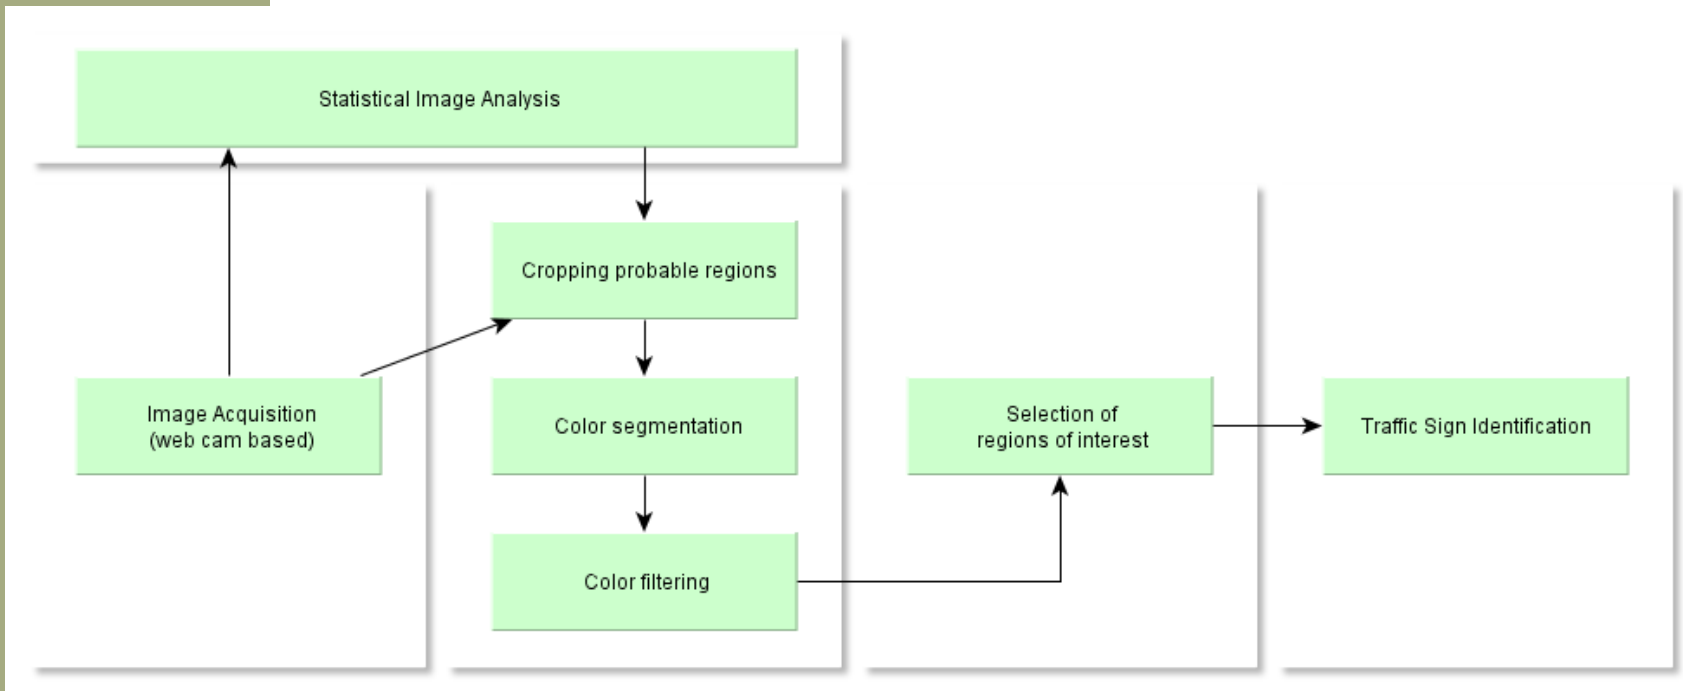 Statistical Image Analysis
Cropping probable regions
Image Acquisition
(web cam based)
Color segmentation
Selection of
regions of interest
Traffic Sign Identification
Color filtering